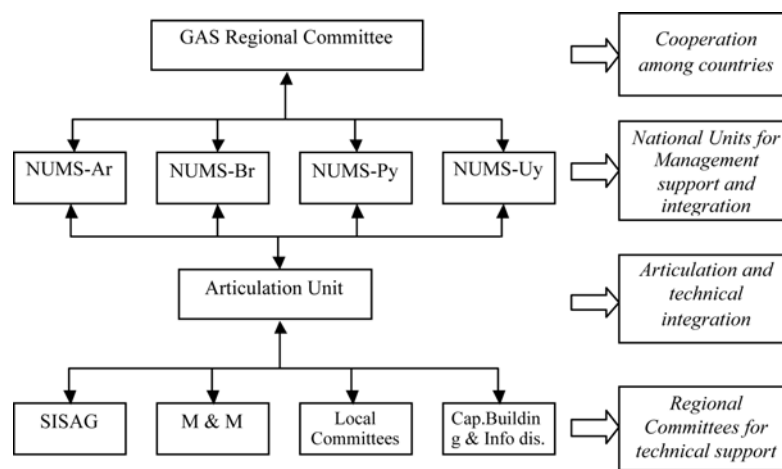 GAS Regional Committee
Cooperation
among countries
NUMS-Ar
NUMS-Br
NUMS-Py
NUMS-Uy
National Units for
Management
support and
integration
Articulation Unit
Articulation and
technical
integration
SISAG
M & M
Local
Committees
Cap.Buildin
g & Info dis.
Regional
Committees for
technical support